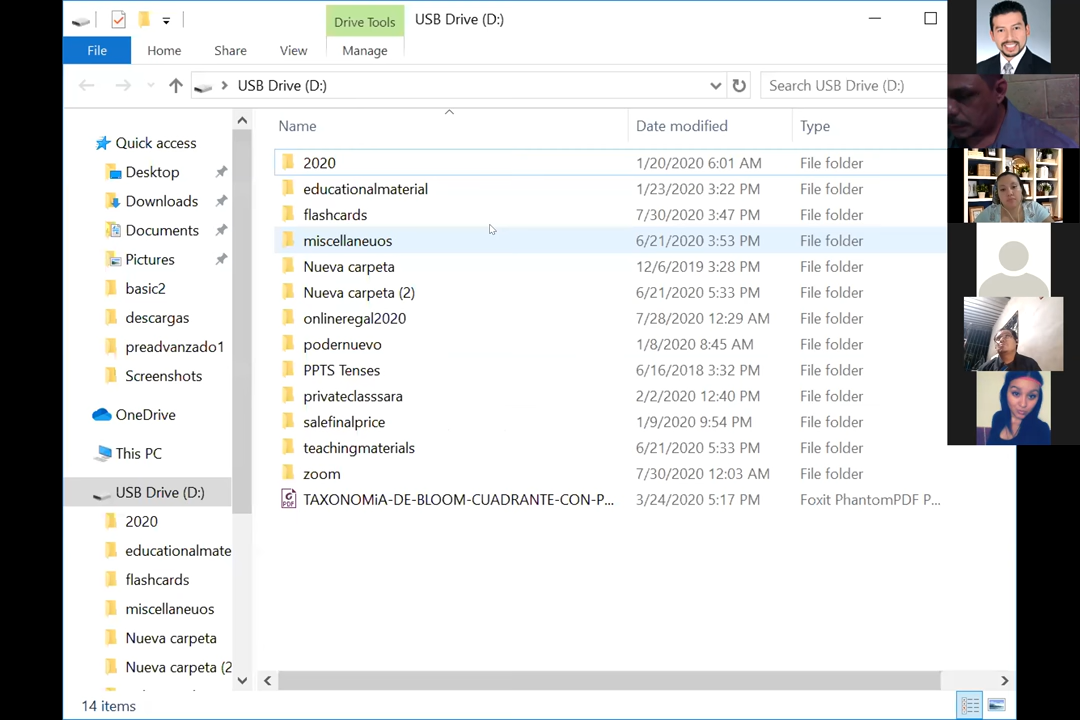 Drive Tools USB Drive (D:)
File Home Share View Manage
USB Drive (D:) Search USB Drive (D:)
Name Date modified Type
Quick access
Desktop
Downloads
Documents
Pictures
basic2
descargas
preadvanzado1
Screenshots
OneDrive
This PC
USB Drive (D:)
2020
educationalmate
flashcards
miscellaneuos
Nueva carpeta
Nueva carpeta (2
2020 1/20/2020 6:01 AM File folder
educationalmaterial 1/23/2020 3:22 PM File folder
flashcards 7/30/2020 3:47 PM File folder
miscellaneuos 6/21/2020 3:53 PM File folder
Nueva carpeta 12/6/2019 3:28 PM File folder
Nueva carpeta (2) 6/21/2020 5:33 PM File folder
onlineregal2020 7/28/2020 12:29 AM File folder
podernuevo 1/8/2020 8:45 AM File folder
PPTS Tenses 6/16/2018 3:32 PM File folder
privateclasssara 2/2/2020 12:40 PM File folder
salefinalprice 1/9/2020 9:54 PM File folder
teachingmaterials 6/21/2020 5:33 PM File folder
zoom 7/30/2020 12:03 AM File folder
TAXONOMiA-DE-BLOOM-CUADRANTE-CON-P... 3/24/2020 5:17 PM Foxit PhantomPDF P...
14 items